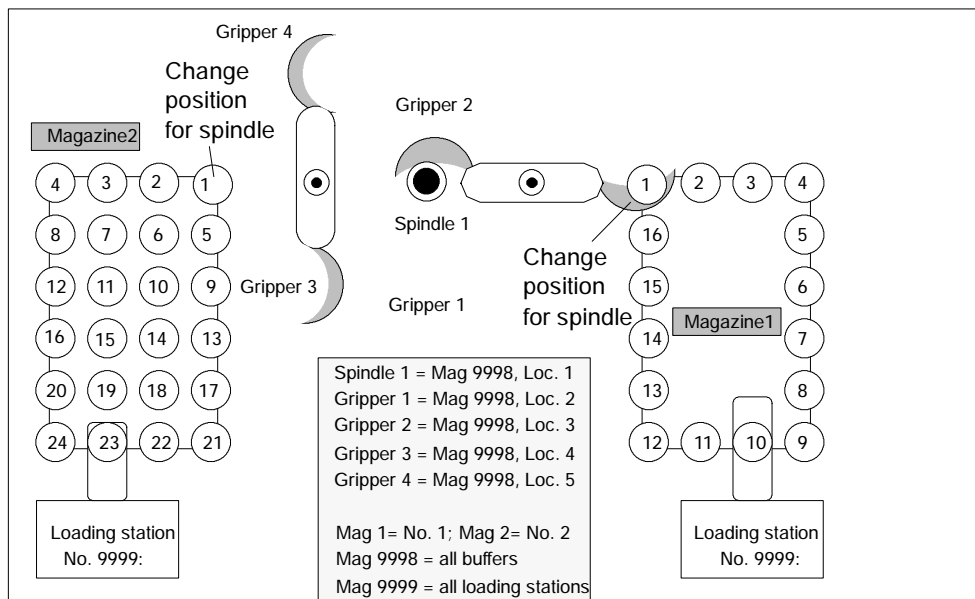 Gripper 4
Change
position
for spindle
Magazine2
4 3 2 1
8 7 6 5
12 11 10 9
16 15 14 13
20 19 18 17
24 23 22 21
Loading station
No. 9999:
Gripper 3
Gripper 2
Spindle 1
Gripper 1
Change
position
for spindle
1 2 3 4
16 5
15 6
Magazine1
14 7
13 8
12 11 10 9
Loading station
No. 9999:
Spindle 1 = Mag 9998, Loc. 1
Gripper 1 = Mag 9998, Loc. 2
Gripper 2 = Mag 9998, Loc. 3
Gripper 3 = Mag 9998, Loc. 4
Gripper 4 = Mag 9998, Loc. 5
Mag 1= No. 1; Mag 2= No. 2
Mag 9998 = all buffers
Mag 9999 = all loading stations